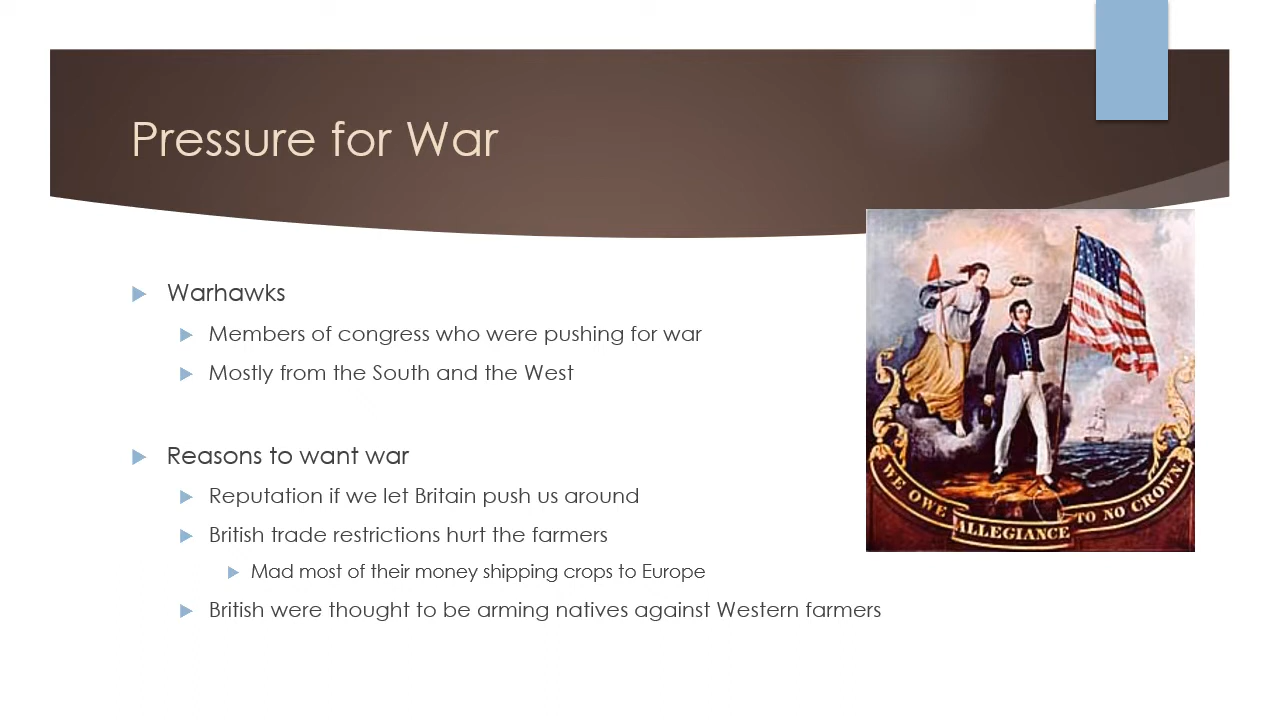 Pressure for War
Warhawks
Members of congress who were pushing for war
Mostly from the South and the West
Reasons to want war
Reputation if we let Britain push us around
British trade restrictions hurt the farmers
Mad most of their money shipping crops to Europe
British were thought to be arming natives against Western farmers
WE OWE ALLEGIANCE TO NO CROWN.